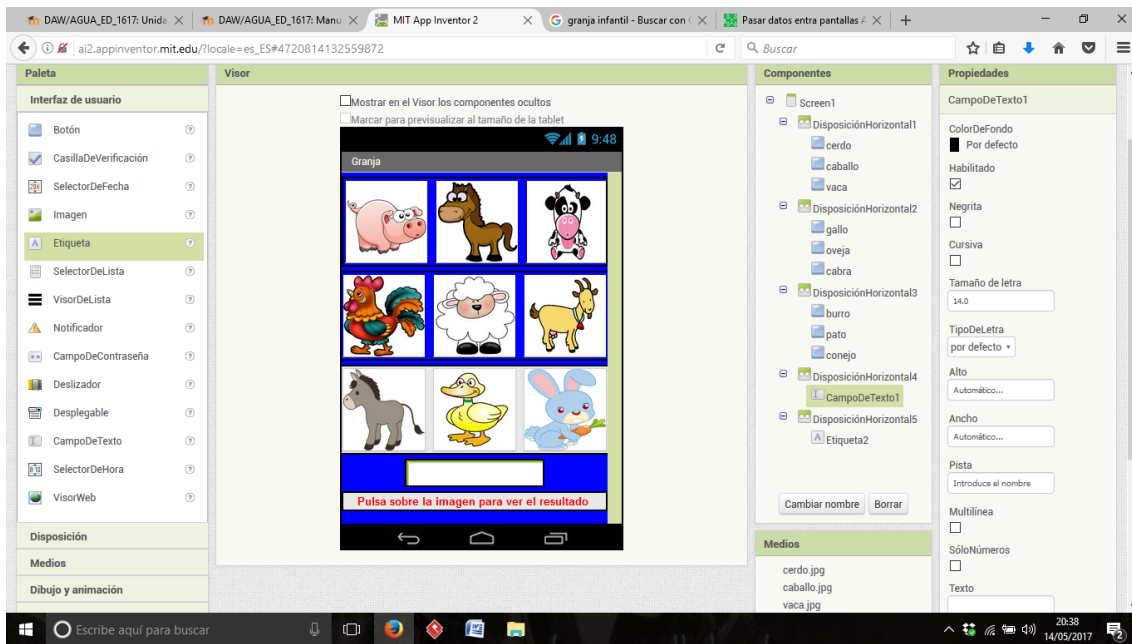 DAW/AGUA_ED_1617: Unida
DAW/AGUA_ED_1617: Manu
MIT App Inventor 2
granja infantil - Buscar con
Pasar datos entra pantallas
ai2.appinventor.mit.edu/?locale=es_ES#4720814132559872
Buscar
Paleta
Interfaz de usuario
Botón
CasillaDeVerificación
SelectorDeFecha
Imagen
Etiqueta
SelectorDeLista
VisorDeLista
Notificador
CampoDeContraseña
Deslizador
Desplegable
CampoDeTexto
SelectorDeHora
VisorWeb
Disposición
Medios
Dibujo y animación
Visor
Mostrar en el Visor los componentes ocultos
Marcar para previsualizar al tamaño de la tablet
9:48
Granja
Pulsa sobre la imagen para ver el resultado
Componentes
Screen1
DisposiciónHorizontal1
cerdo
caballo
vaca
DisposiciónHorizontal2
gallo
oveja
cabra
DisposiciónHorizontal3
burro
pato
conejo
DisposiciónHorizontal4
CampoDeTexto1
DisposiciónHorizontal5
Etiqueta2
Cambiar nombre Borrar
Medios
cerdo.jpg
caballo.jpg
vaca.jpg
Propiedades
CampoDeTexto1
ColorDeFondo
Por defecto
Habilitado
Negrita
Cursiva
Tamaño de letra
14.0
TipoDeLetra
por defecto
Alto
Automático...
Ancho
Automático...
Pista
Introduce el nombre
Multilínea
SóloNúmeros
Texto
Escribe aquí para buscar
20:38
14/05/2017